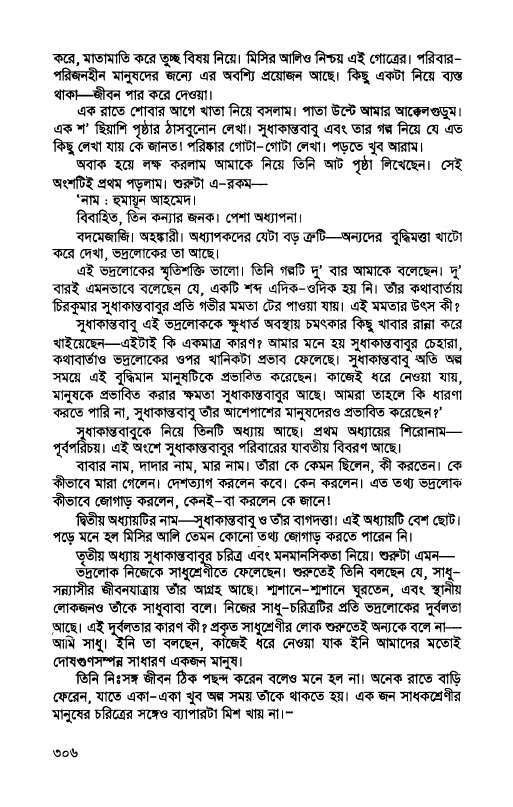 করে, মাতামাতি করে তুচ্ছ বিষয় নিয়ে। মিসির আলিও নিশ্চয় এই গোত্রের। পরিবার-
পরিজনহীন মানুষদের জন্যে এর অবশ্যি প্রয়োজন আছে। কিছু একটা নিয়ে ব্যস্ত
থাকা—জীবন পার করে দেওয়া।
এক রাতে শোবার আগে খাতা নিয়ে বসলাম। পাতা উল্টে আমার আক্কেলগুড়ুম।
এক শ' ছিয়াশি পৃষ্ঠার ঠাসবুনোন লেখা। সুধাকান্তবাবু এবং তার গল্প নিয়ে যে এত
কিছু লেখা যায় কে জানত! পরিষ্কার গোটা-গোটা লেখা। পড়তে খুব আরাম।
অবাক হয়ে লক্ষ করলাম আমাকে নিয়ে তিনি আট পৃষ্ঠা লিখেছেন। সেই
অংশটিই প্রথম পড়লাম। শুরুটা এ-রকম—
'নাম : হুমায়ূন আহমেদ।
বিবাহিত, তিন কন্যার জনক। পেশা অধ্যাপনা।
বদমেজাজি। অহঙ্কারী। অধ্যাপকদের যেটা বড় ত্রুটি—অন্যদের বুদ্ধিমত্তা খাটো
করে দেখা, ভদ্রলোকের তা আছে।
এই ভদ্রলোকের স্মৃতিশক্তি ভালো। তিনি গল্পটি দু' বার আমাকে বলেছেন। দু'
বারই এমনভাবে বলেছেন যে, একটি শব্দ এদিক-ওদিক হয় নি। তাঁর কথাবার্তায়
চিরকুমার সুধাকান্তবাবুর প্রতি গভীর মমতা টের পাওয়া যায়। এই মমতার উৎস কী?
সুধাকান্তবাবু এই ভদ্রলোককে ক্ষুধার্ত অবস্থায় চমৎকার কিছু খাবার রান্না করে
খাইয়েছেন—এইটাই কি একমাত্র কারণ? আমার মনে হয় সুধাকান্তবাবুর চেহারা,
কথাবার্তাও ভদ্রলোকের ওপর খানিকটা প্রভাব ফেলেছে। সুধাকান্তবাবু অতি অল্প
সময়ে এই বুদ্ধিমান মানুষটিকে প্রভাবিত করেছেন। কাজেই ধরে নেওয়া যায়,
মানুষকে প্রভাবিত করার ক্ষমতা সুধাকান্তবাবুর আছে। আমরা তাহলে কি ধারণা
করতে পারি না, সুধাকান্তবাবু তাঁর আশেপাশের মানুষদেরও প্রভাবিত করেছেন?'
সুধাকান্তবাবুকে নিয়ে তিনটি অধ্যায় আছে। প্রথম অধ্যায়ের শিরোনাম—
পূর্বপরিচয়। এই অংশে সুধাকান্তবাবুর পরিবারের যাবতীয় বিবরণ আছে।
বাবার নাম, দাদার নাম, মার নাম। তাঁরা কে কেমন ছিলেন, কী করতেন। কে
কীভাবে মারা গেলেন। দেশত্যাগ করলেন কবে। কেন করলেন। এত তথ্য ভদ্রলোক
কীভাবে জোগাড় করলেন, কেনই-বা করলেন কে জানে!
দ্বিতীয় অধ্যায়টির নাম—সুধাকান্তবাবু ও তাঁর বাগদত্তা। এই অধ্যায়টি বেশ ছোট।
পড়ে মনে হল মিসির আলি তেমন কোনো তথ্য জোগাড় করতে পারেন নি।
তৃতীয় অধ্যায় সুধাকান্তবাবুর চরিত্র এবং মনমানসিকতা নিয়ে। শুরুটা এমন—
ভদ্রলোক নিজেকে সাধুশ্রেণীতে ফেলেছেন। শুরুতেই তিনি বলছেন যে, সাধু-
সন্ন্যাসীর জীবনযাত্রায় তাঁর আগ্রহ আছে। শ্মশানে-শ্মশানে ঘুরতেন, এবং স্থানীয়
লোকজনও তাঁকে সাধুবাবা বলে। নিজের সাধু-চরিত্রটির প্রতি ভদ্রলোকের দুর্বলতা
আছে। এই দুর্বলতার কারণ কী? প্রকৃত সাধুশ্রেণীর লোক শুরুতেই অন্যকে বলে না—
আমি সাধু। ইনি তা বলছেন, কাজেই ধরে নেওয়া যাক ইনি আমাদের মতোই
দোষগুণসম্পন্ন সাধারণ একজন মানুষ।
তিনি নিঃসঙ্গ জীবন ঠিক পছন্দ করেন বলেও মনে হল না। অনেক রাতে বাড়ি
ফেরেন, যাতে একা-একা খুব অল্প সময় তাঁকে থাকতে হয়। এক জন সাধকশ্রেণীর
মানুষের চরিত্রের সঙ্গেও ব্যাপারটা মিশ খায় না।—
৩০৬